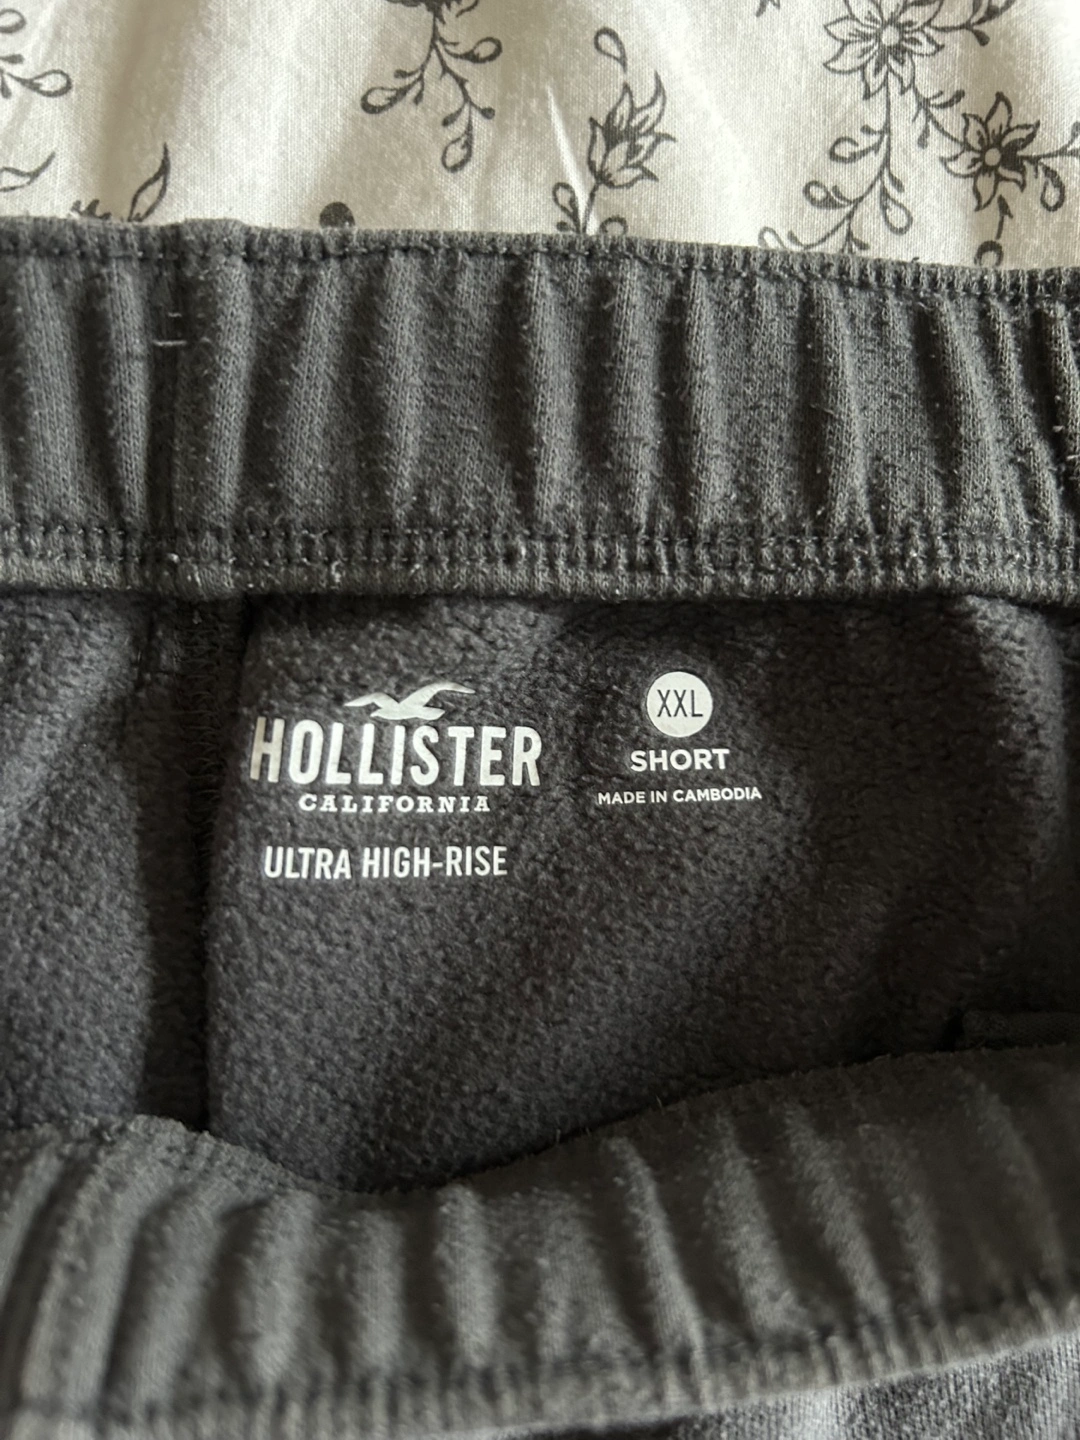 HOLLISTER
CALIFORNIA
ULTRA HIGH-RISE
XXL
SHORT
MADE IN CAMBODIA